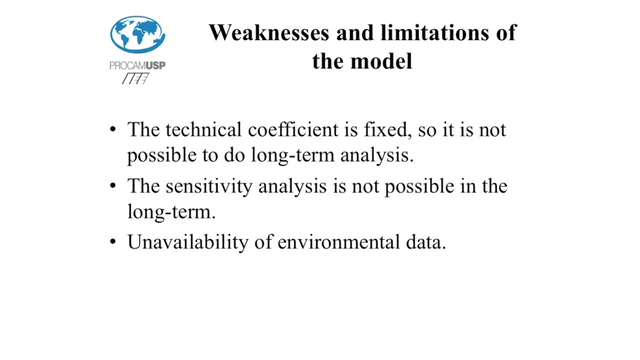 Weaknesses and limitations of
the model
PROCAMUSP
• The technical coefficient is fixed, so it is not
possible to do long-term analysis.
• The sensitivity analysis is not possible in the
long-term.
• Unavailability of environmental data.